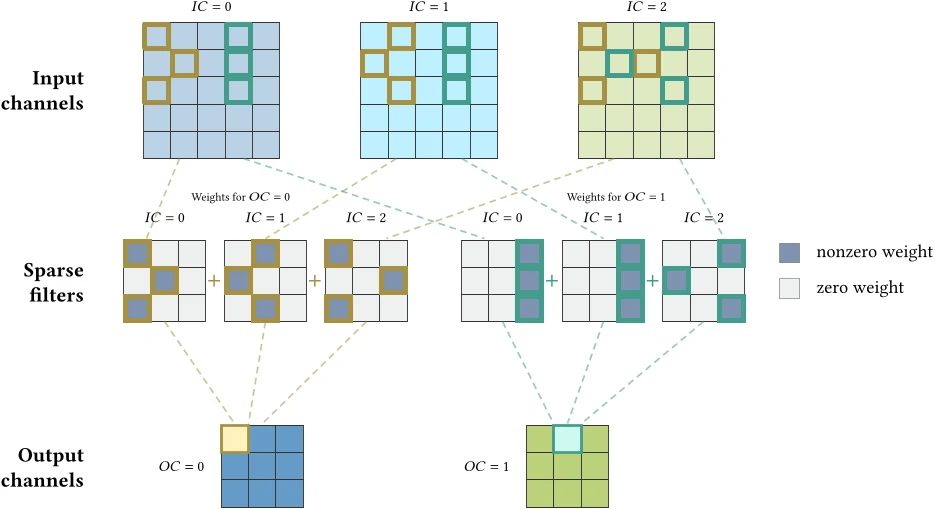 IC = 0
IC = 1
IC = 2
Input
channels
Weights for OC = 0
Weights for OC = 1
IC = 0
IC = 1
IC = 2
IC = 0
IC = 1
IC = 2
Sparse
filters
+
+
+
+
nonzero weight
zero weight
Output
channels
OC = 0
OC = 1